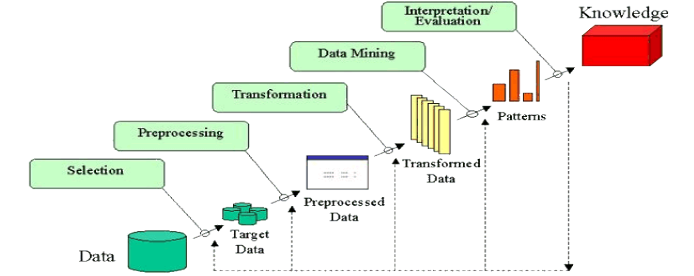 Interpretation/
Evaluation
Knowledge
Data Mining
Transformation
Patterns
Preprocessing
Transformed
Data
Selection
Preprocessed
Data
Target
Data
Data